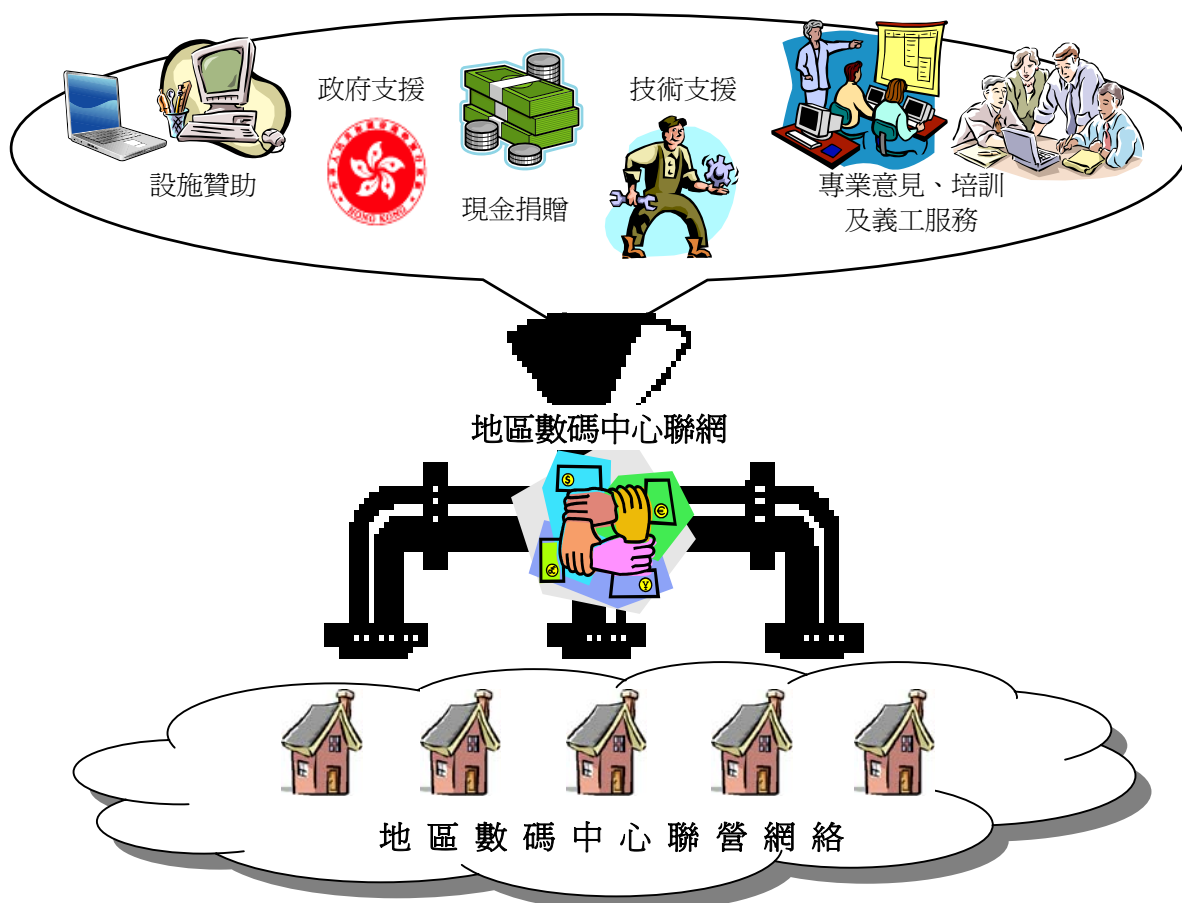 政府支援
技術支援
設施贊助
現金捐贈
專業意見、培訓
及義工服務
HONG KONG
地區數碼中心聯網
$
€
£
¥
地區數碼中心聯營網絡